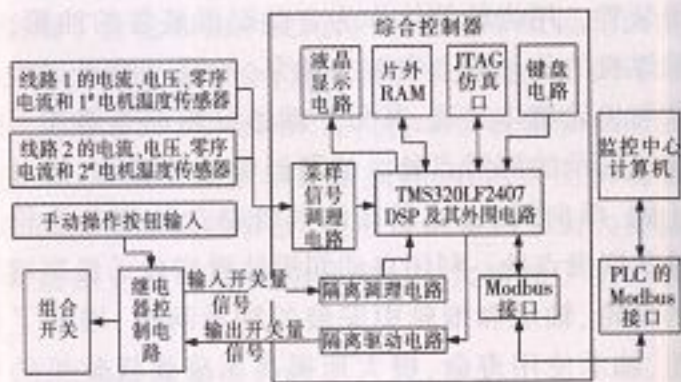 综合控制器
液晶
显示
电路
片外
RAM
JTAG
仿真
口
键盘
电路
线路1的电流、电压、零序
电流和1#电机温度传感器
线路2的电流、电压、零序
电流和2#电机温度传感器
采样
信号
调理
电路
TMS320LF2407
DSP及其外围电路
监控中心
计算机
手动操作按钮输入
组合
开关
继电
器控
制电
路
输入开关量
信号
隔离调理电路
输出开关量
信号
隔离驱动电路
Modbus
接口
PLC的
Modbus
接口